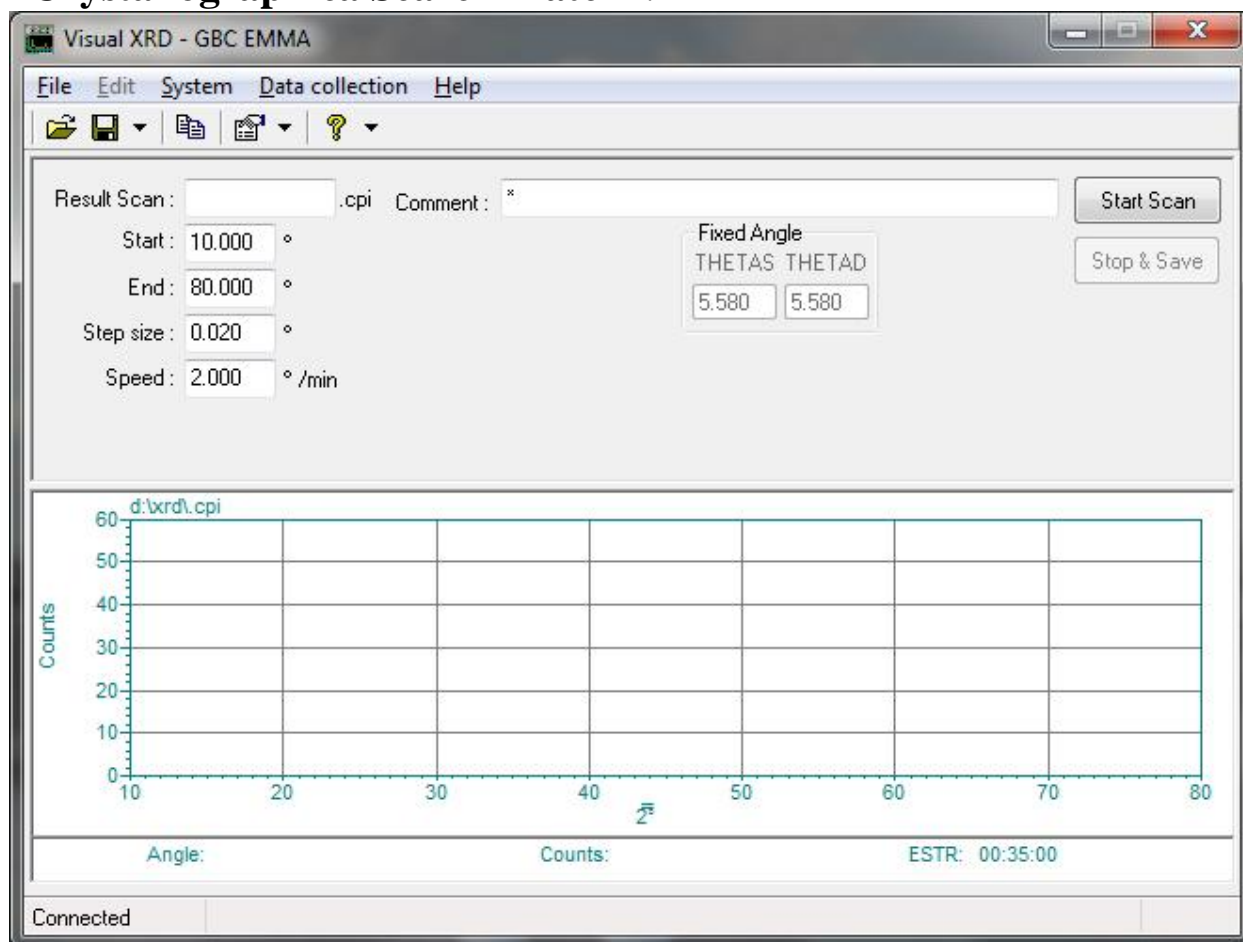 Visual XRD - GBC EMMA
File Edit System Data collection Help
Result Scan : .cpi Comment : * Start Scan
Start : 10.000 °
Fixed Angle
THETAS THETAD
Stop & Save
End : 80.000 °
5.580 5.580
Step size : 0.020 °
Speed : 2.000 ° /min
d:\xrd\.cpi
60
50
40
30
20
10
0
Counts
10 20 30 40 50 60 70 80
Angle: Counts: ESTR: 00:35:00
Connected